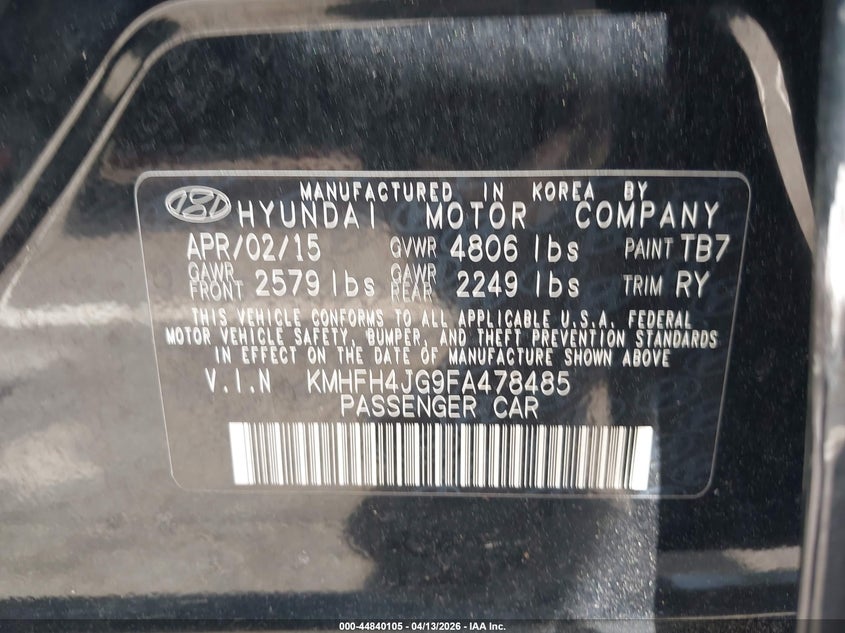 MANUFACTURED IN KOREA BY
HYUNDAI MOTOR COMPANY
APR/02/15 GVWR 4806 lbs PAINT TB7
GAWR FRONT 2579 lbs GAWR REAR 2249 lbs TRIM RY
THIS VEHICLE CONFORMS TO ALL APPLICABLE U.S.A. FEDERAL
MOTOR VEHICLE SAFETY, BUMPER, AND THEFT PREVENTION STANDARDS
IN EFFECT ON THE DATE OF MANUFACTURE SHOWN ABOVE
V.I.N KMHFH4JG9FA478485
PASSENGER CAR
000-44840105 - 04/13/2026 - IAA Inc.